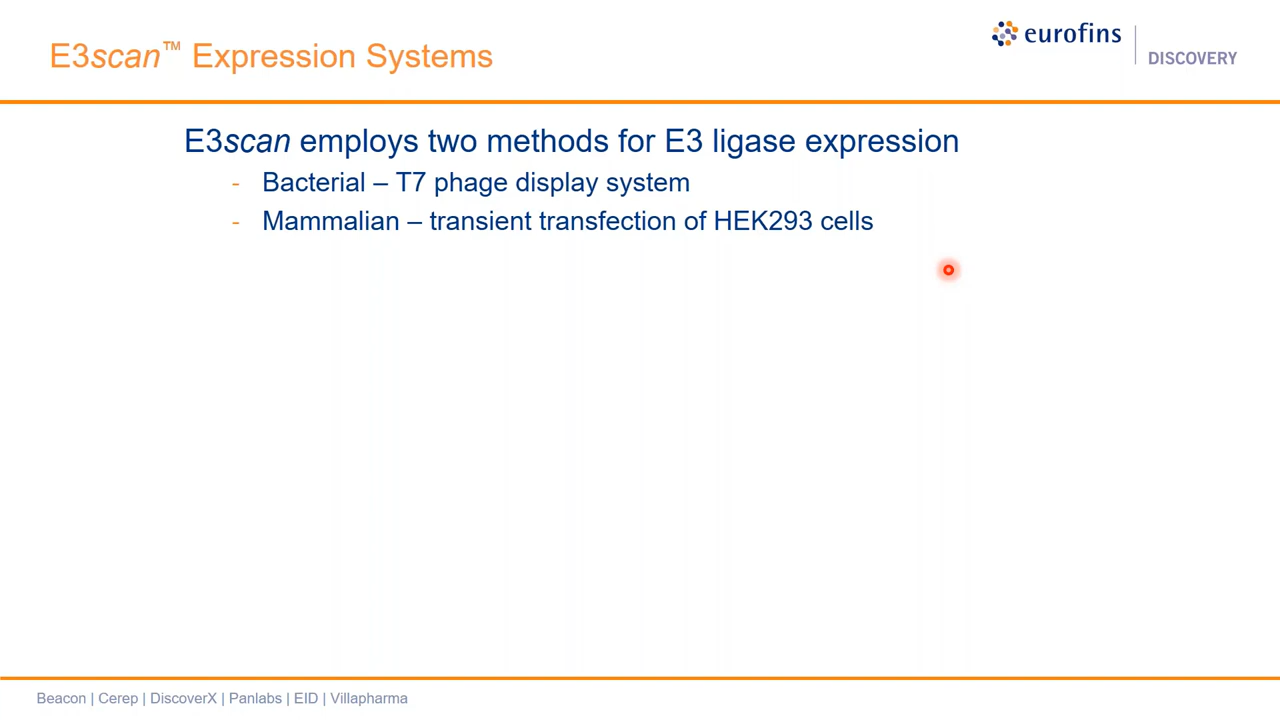 E3scan™ Expression Systems
eurofins
DISCOVERY
E3scan employs two methods for E3 ligase expression
- Bacterial – T7 phage display system
- Mammalian – transient transfection of HEK293 cells
Beacon | Cerep | DiscoverX | Panlabs | EID | Villapharma